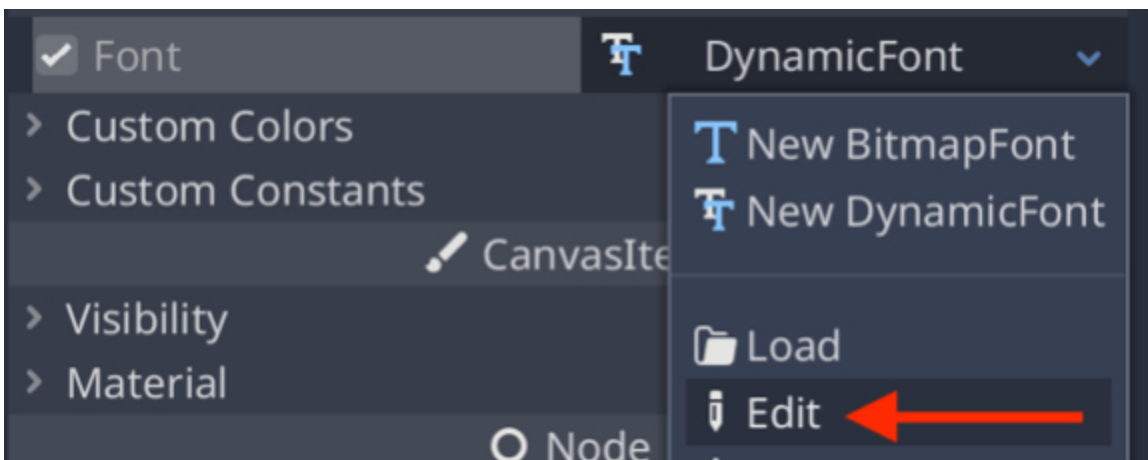 Font DynamicFont
Custom Colors
New BitmapFont
Custom Constants
New DynamicFont
CanvasIte
Visibility
Load
Material
Edit
Node